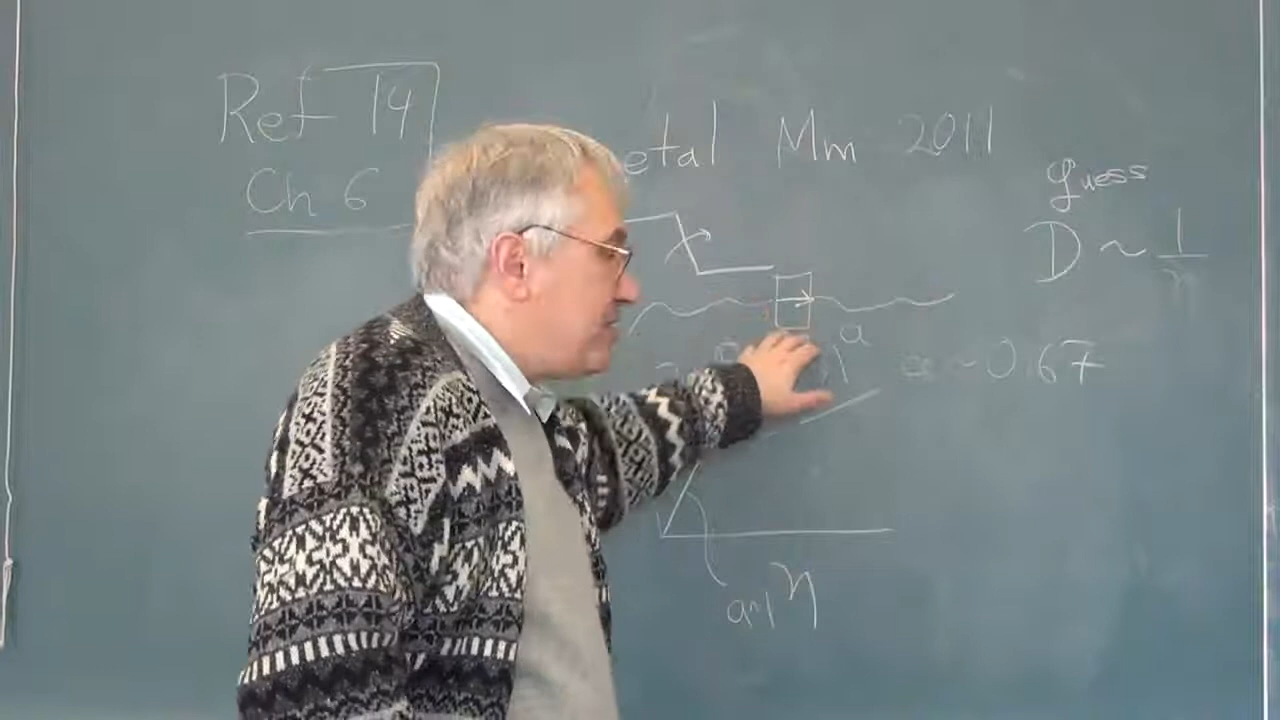 Ref 14
etal Mm 2011
Ch 6
guess
D ~ 1/η
a
a ~ 0.67
a~1
η